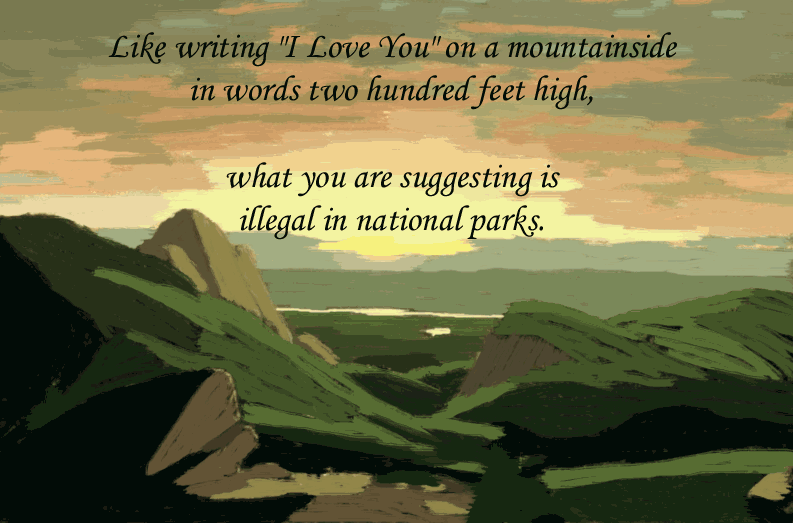 Like writing "I Love You" on a mountainside
in words two hundred feet high,
what you are suggesting is
illegal in national parks.